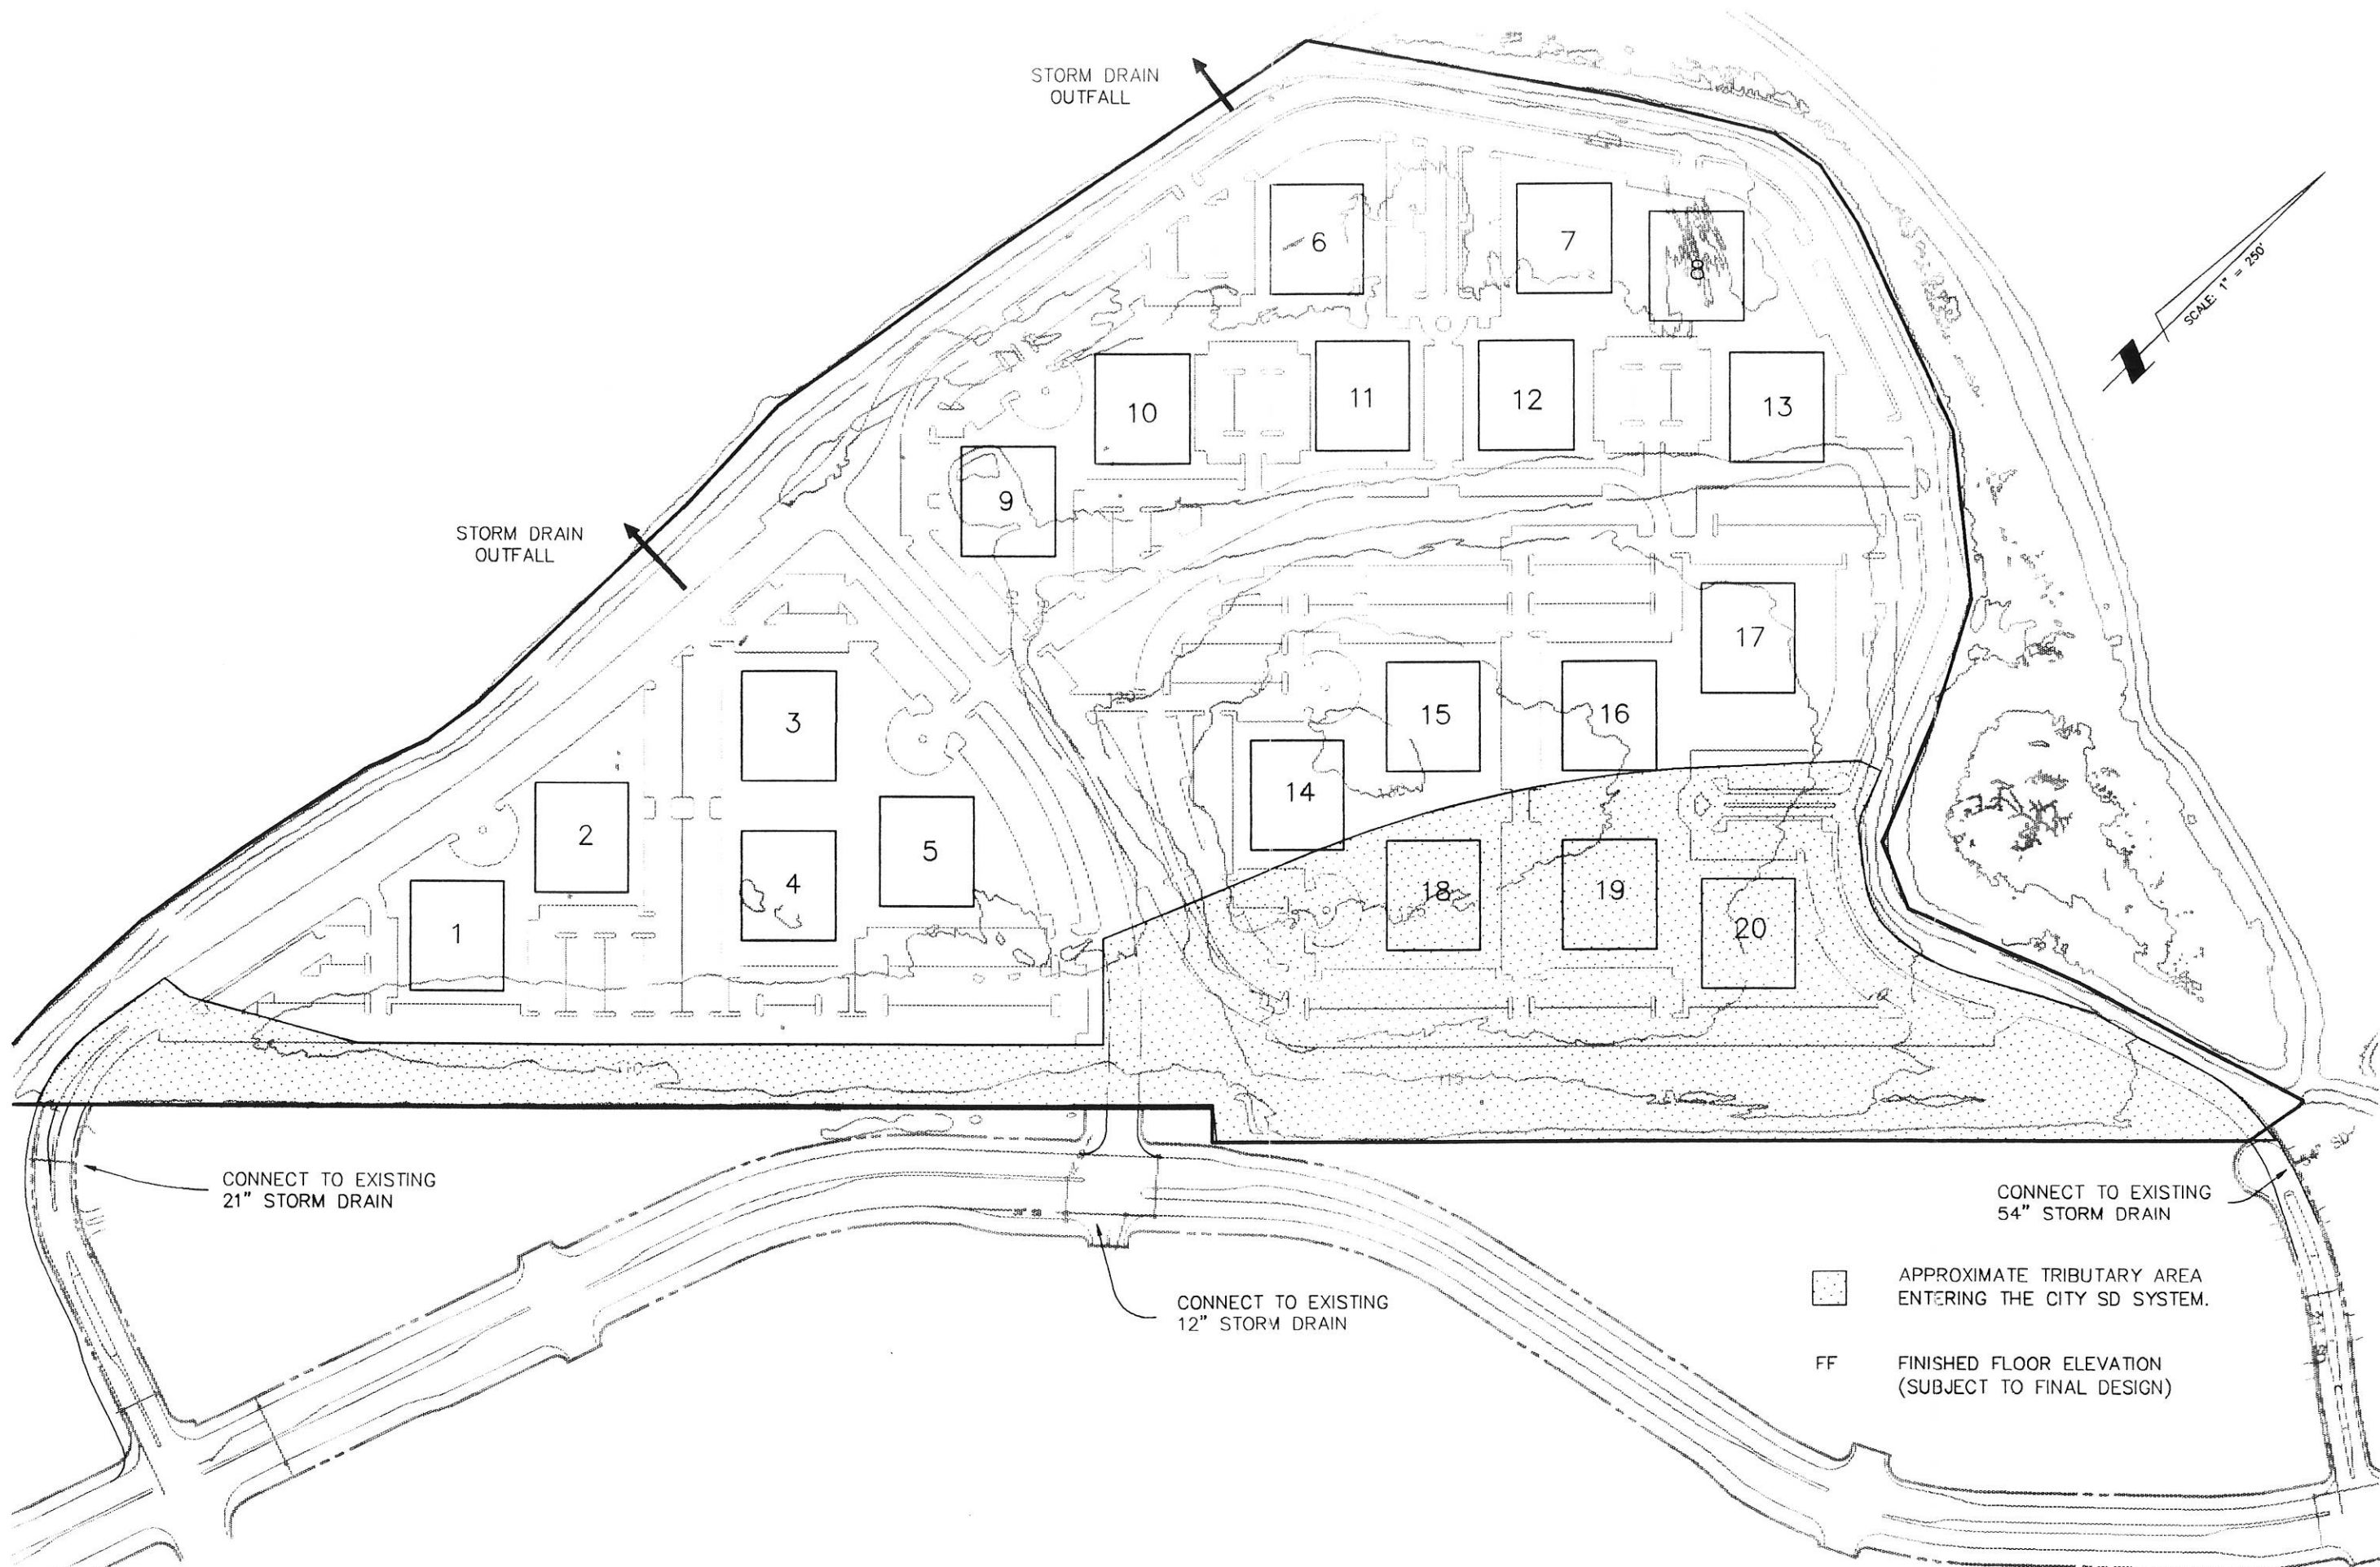 STORM DRAIN
OUTFALL
6
7
8
SCALE: 1" = 250'
10
11
12
13
9
STORM DRAIN
OUTFALL
17
3
15
16
14
2
5
4
18
19
20
1
CONNECT TO EXISTING
21" STORM DRAIN
CONNECT TO EXISTING
54" STORM DRAIN
CONNECT TO EXISTING
12" STORM DRAIN
APPROXIMATE TRIBUTARY AREA
ENTERING THE CITY SD SYSTEM.
FF
FINISHED FLOOR ELEVATION
(SUBJECT TO FINAL DESIGN)